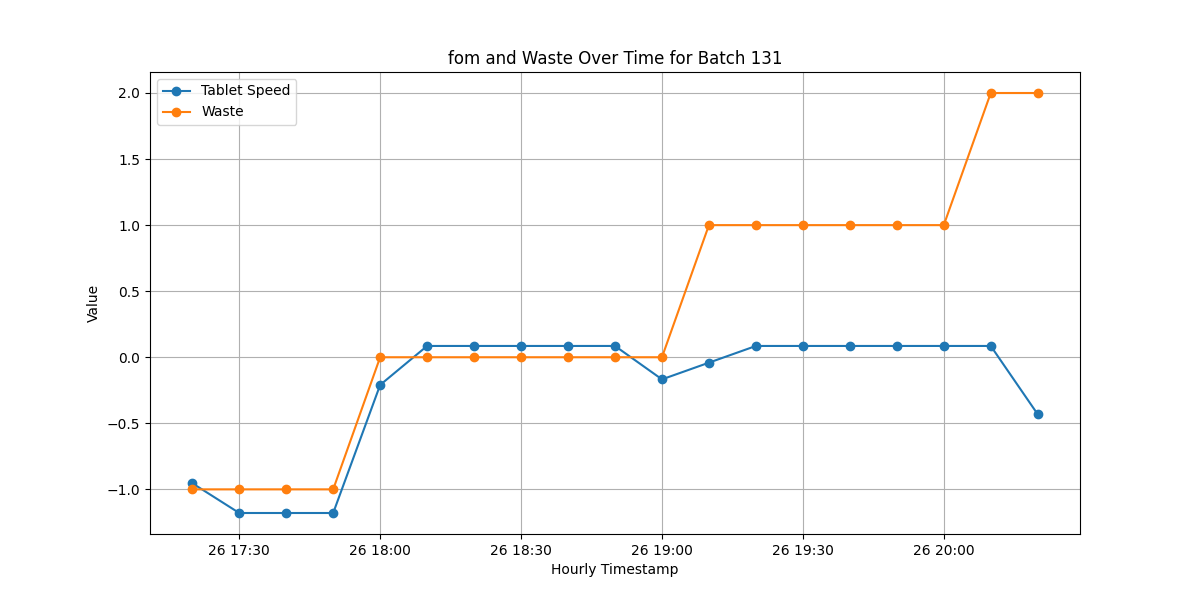 fom and Waste Over Time for Batch 131
Tablet Speed
Waste
Value
2.0
1.5
1.0
0.5
0.0
−0.5
−1.0
26 17:30 26 18:00 26 18:30 26 19:00 26 19:30 26 20:00
Hourly Timestamp